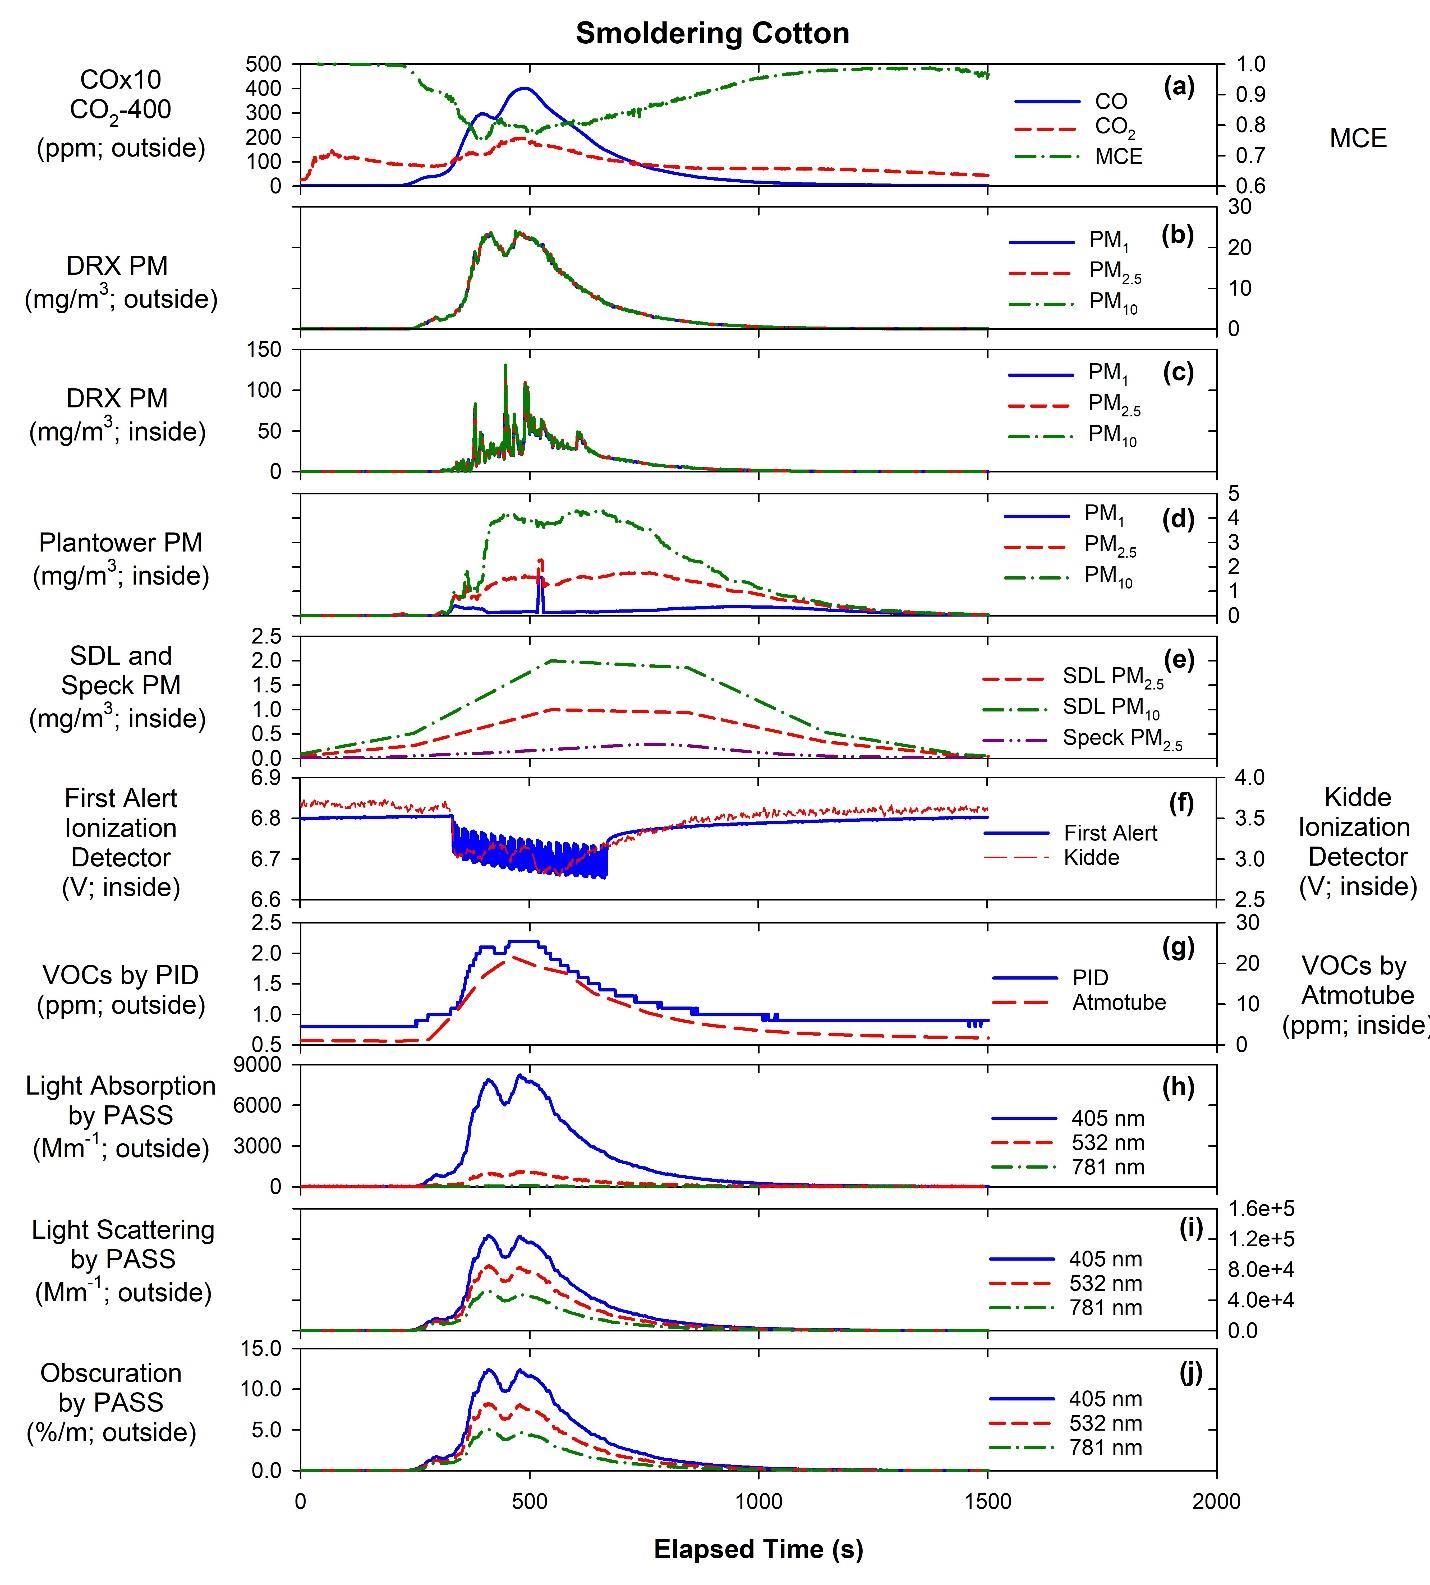 Smoldering Cotton
COx10
CO2-400
(ppm; outside)
500
400
300
200
100
0
(a)
CO
CO2
MCE
1.0
0.9
0.8
0.7
0.6
MCE
DRX PM
(mg/m3; outside)
(b)
PM1
PM2.5
PM10
30
20
10
0
DRX PM
(mg/m3; inside)
150
100
50
0
(c)
PM1
PM2.5
PM10
Plantower PM
(mg/m3; inside)
(d)
PM1
PM2.5
PM10
5
4
3
2
1
0
SDL and
Speck PM
(mg/m3; inside)
2.5
2.0
1.5
1.0
0.5
0.0
(e)
SDL PM2.5
SDL PM10
Speck PM2.5
First Alert
Ionization
Detector
(V; inside)
6.9
6.8
6.7
6.6
(f)
First Alert
Kidde
4.0
3.5
3.0
2.5
Kidde
Ionization
Detector
(V; inside)
VOCs by PID
(ppm; outside)
2.5
2.0
1.5
1.0
0.5
(g)
PID
Atmotube
30
20
10
0
VOCs by
Atmotube
(ppm; inside)
Light Absorption
by PASS
(Mm-1; outside)
9000
6000
3000
0
(h)
405 nm
532 nm
781 nm
Light Scattering
by PASS
(Mm-1; outside)
(i)
405 nm
532 nm
781 nm
1.6e+5
1.2e+5
8.0e+4
4.0e+4
0.0
Obscuration
by PASS
(%/m; outside)
15.0
10.0
5.0
0.0
(j)
405 nm
532 nm
781 nm
0 500 1000 1500 2000
Elapsed Time (s)